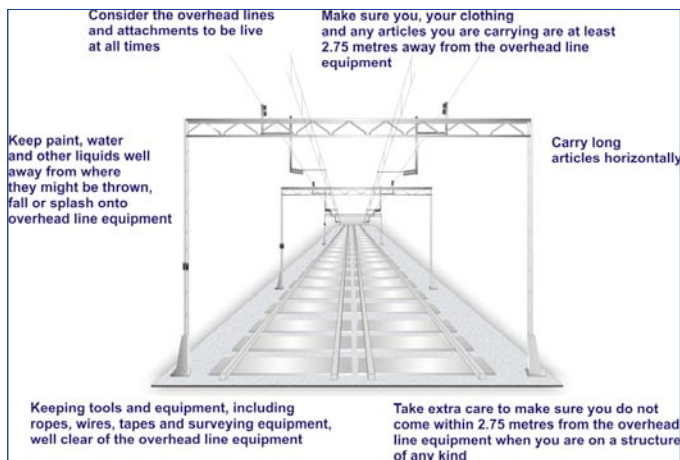 Consider the overhead lines
and attachments to be live
at all times
Make sure you, your clothing
and any articles you are carrying are at least
2.75 metres away from the overhead line
equipment
Keep paint, water
and other liquids well
away from where
they might be thrown,
fall or splash onto
overhead line equipment
Carry long
articles horizontally
Keeping tools and equipment, including
ropes, wires, tapes and surveying equipment,
well clear of the overhead line equipment
Take extra care to make sure you do not
come within 2.75 metres from the overhead
line equipment when you are on a structure
of any kind